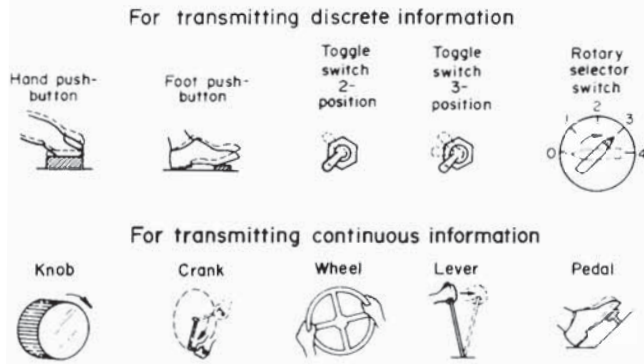 For transmitting discrete information
Hand push-
button
Foot push-
button
Toggle
switch
2-
position
Toggle
switch
3-
position
Rotary
selector
switch
0 1 2 3 4
For transmitting continuous information
Knob
Crank
Wheel
Lever
Pedal